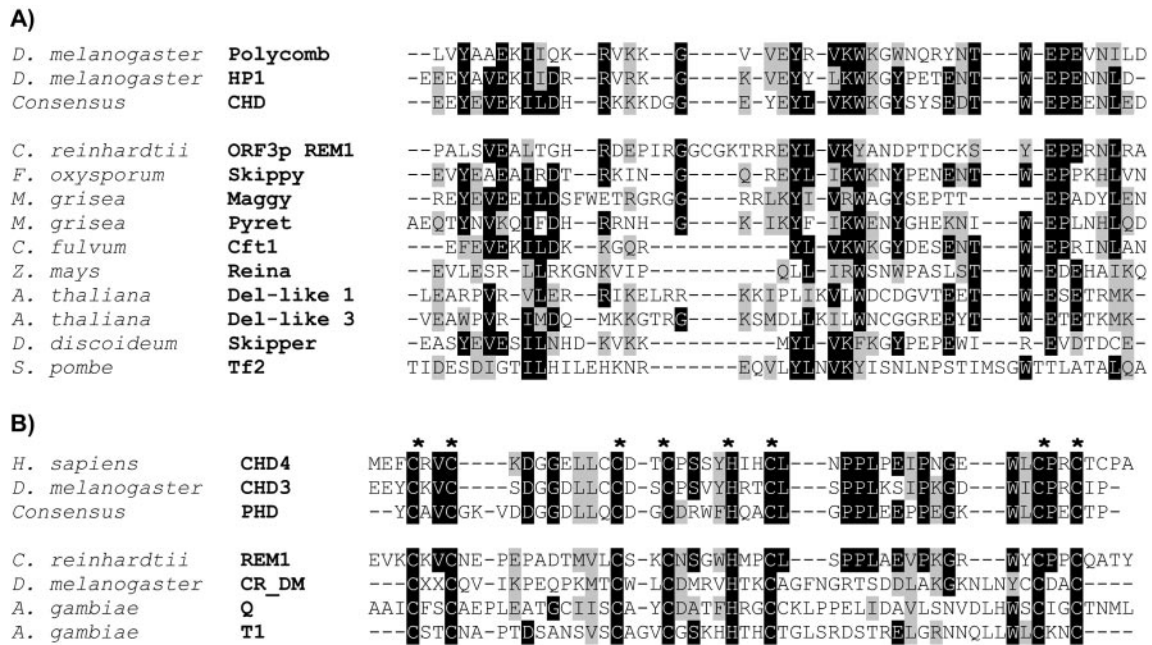 A)
D. melanogaster Polycomb --LVYAAEKIIQK--RVKK--G----V-VEYR-VKWKGWNQRYNT---W-EPEVNILD
D. melanogaster HP1 -EEEYAVEKIIDR--RVRK--G----K-VEYY-LKWKGYPETENT---W-EPENNLD-
Consensus CHD --EEYEVEKILDH--RKKKDGG----E-YEYL-VKWKGYSYSEDT---W-EPEENLED
C. reinhardtii ORF3p REM1 --PALSVEALTGH--RDEPIRGGCGKTRREYL-VKYANDPTDCKS---Y-EPERNLRA
F. oxysporum Skippy --EVYEAEAIRDT--RKIN--G----Q-REYL-IKWKNYPENENT---W-EPPKHLVN
M. grisea Maggy --REYEVEEILDSFWETRGRGG----RRLKYI-VRWAGYSEPTT-----EPADYLEN
M. grisea Pyret AEQTYNVKQIFDH--RRNH--G----K-IKYF-IKWENYGHEKNI---W-EPLNHLQD
C. fulvum Cft1 --EFEVEKILDK--KGQR------------YL-VKWKGYDESENT---W-EPRINLAN
Z. mays Reina --EVLESR-LLRKGNKVIP----------QLL-IRWSNWPASLST---W-EDEHAIKQ
A. thaliana Del-like 1 -LEARPVR-VLER--RIKELRR----KKIPLIKVLWDCDGVTEET---W-ESETRMK-
A. thaliana Del-like 3 -VEAWPVR-IMDQ--MKKGTRG----KSMDLLKILWNCGGREEYT---W-ETETKMK-
D. discoideum Skipper --EASYEVESILNHD-KVKK----------MYL-VKFKGYPEPEWI---R-EVDTDCE-
S. pombe Tf2 TIDESDIGTILHILEHKNR-------EQVLYLNVKYISNLNPSTIMSGWTTLATALQA
B)
* * * * * * * *
H. sapiens CHD4 MEFCRVC----KDGGELLCCD-TCPSSYHIHCL---NPPLPEIPNGE---WLCPRCTCPA
D. melanogaster CHD3 EEYCKVC----SDGGDLLCCD-SCPSVYHRTCL---SPPLKSIPKGD---WICPRCIP-
Consensus PHD --YCAVCGK-VDDGGDLLQCD-GCDRWFHQACL---GPPLEEPPEGK---WLCPECTP-
C. reinhardtii REM1 EVKCKVCNE-PEPADTMVLCS-KCNSGWHMPCL---SPPLAEVPKGR---WYCPPCQATY
D. melanogaster CR_DM ---CXXCQV-IKPEQPKMTCW-LCDMRVHTKCAGFNGRTSDDLAKGKNLNYCCDAC----
A. gambiae Q AAICFSCAEPLEATGCIISCA-YCDATFHRGCCKLPPELIDAVLSNVDLHWSCIGCTNML
A. gambiae T1 ---CSTCNA-PTDSANSVSCAGVCGSKHHTHCTGLSRDSTRELGRNNQLLWLCKNC----